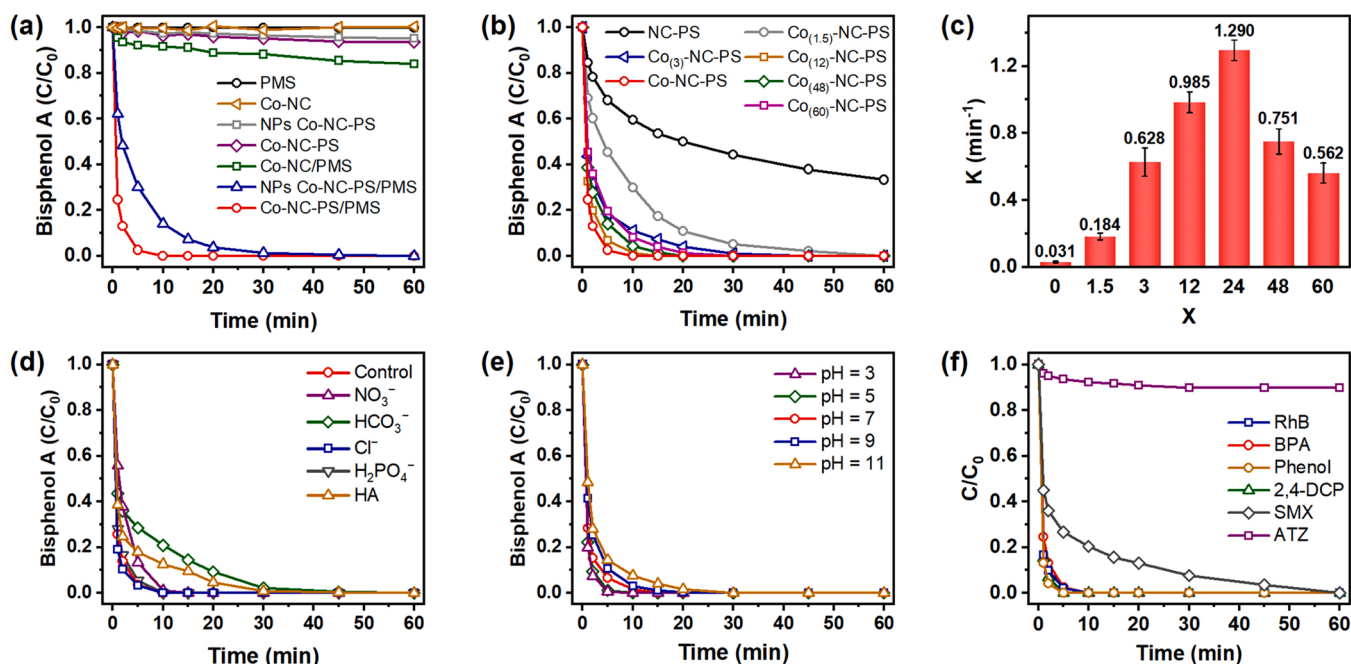 (a)
Bisphenol A (C/C₀)
1.0
0.8
0.6
0.4
0.2
0.0
PMS
Co-NC
NPs Co-NC-PS
Co-NC-PS
Co-NC/PMS
NPs Co-NC-PS/PMS
Co-NC-PS/PMS
0 10 20 30 40 50 60
Time (min)
(b)
Bisphenol A (C/C₀)
1.0
0.8
0.6
0.4
0.2
0.0
NC-PS
Co₍₁.₅₎-NC-PS
Co₍₃₎-NC-PS
Co₍₁₂₎-NC-PS
Co-NC-PS
Co₍₄₈₎-NC-PS
Co₍₆₀₎-NC-PS
0 10 20 30 40 50 60
Time (min)
(c)
K (min⁻¹)
1.2
0.8
0.4
0.0
0.031
0.184
0.628
0.985
1.290
0.751
0.562
0 1.5 3 12 24 48 60
X
(d)
Bisphenol A (C/C₀)
1.0
0.8
0.6
0.4
0.2
0.0
Control
NO₃⁻
HCO₃⁻
Cl⁻
H₂PO₄⁻
HA
0 10 20 30 40 50 60
Time (min)
(e)
Bisphenol A (C/C₀)
1.0
0.8
0.6
0.4
0.2
0.0
pH = 3
pH = 5
pH = 7
pH = 9
pH = 11
0 10 20 30 40 50 60
Time (min)
(f)
C/C₀
1.0
0.8
0.6
0.4
0.2
0.0
RhB
BPA
Phenol
2,4-DCP
SMX
ATZ
0 10 20 30 40 50 60
Time (min)